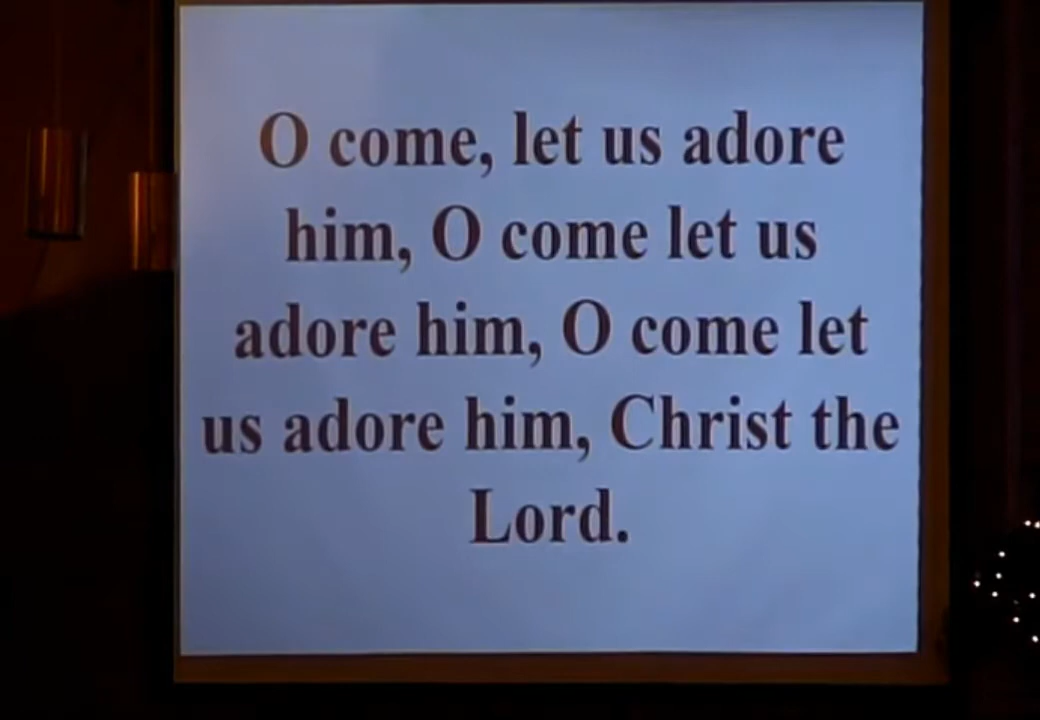 O come, let us adore
him, O come let us
adore him, O come let
us adore him, Christ the
Lord.